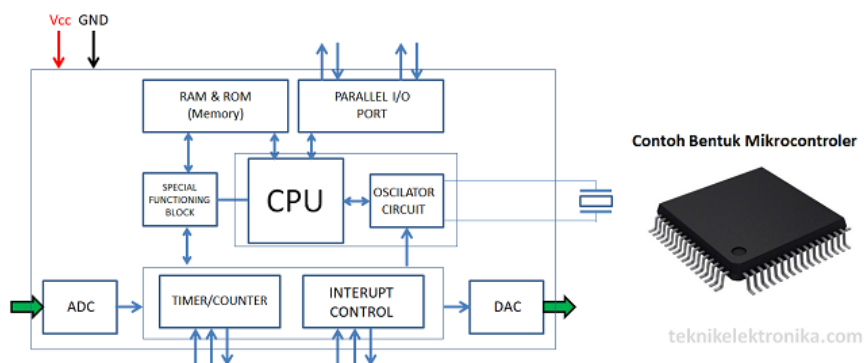 Vcc GND
RAM & ROM
(Memory)
PARALLEL I/O
PORT
Contoh Bentuk Mikrocontroler
SPECIAL
FUNCTIONING
BLOCK
CPU
OSCILATOR
CIRCUIT
ADC
TIMER/COUNTER
INTERUPT
CONTROL
DAC
teknikelektronika.com